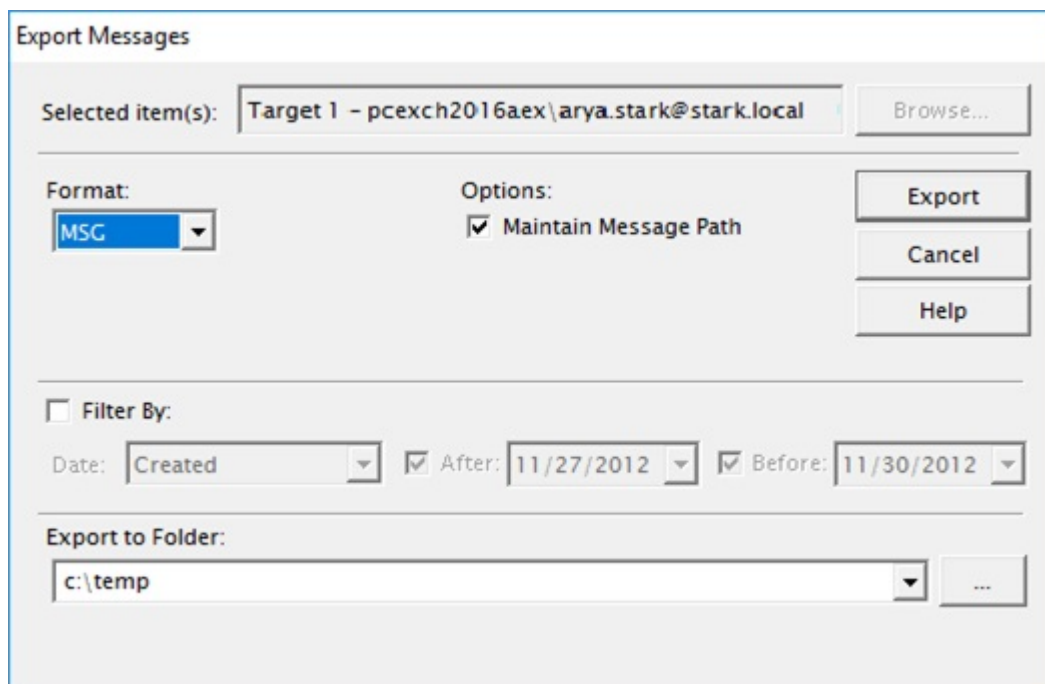 Export Messages
Selected item(s): Target 1 – pcexch2016aex\arya.stark@stark.local Browse...
Format: Options:
MSG Maintain Message Path Export
Cancel
Help
Filter By:
Date: Created After: 11/27/2012 Before: 11/30/2012
Export to Folder:
c:\temp ...